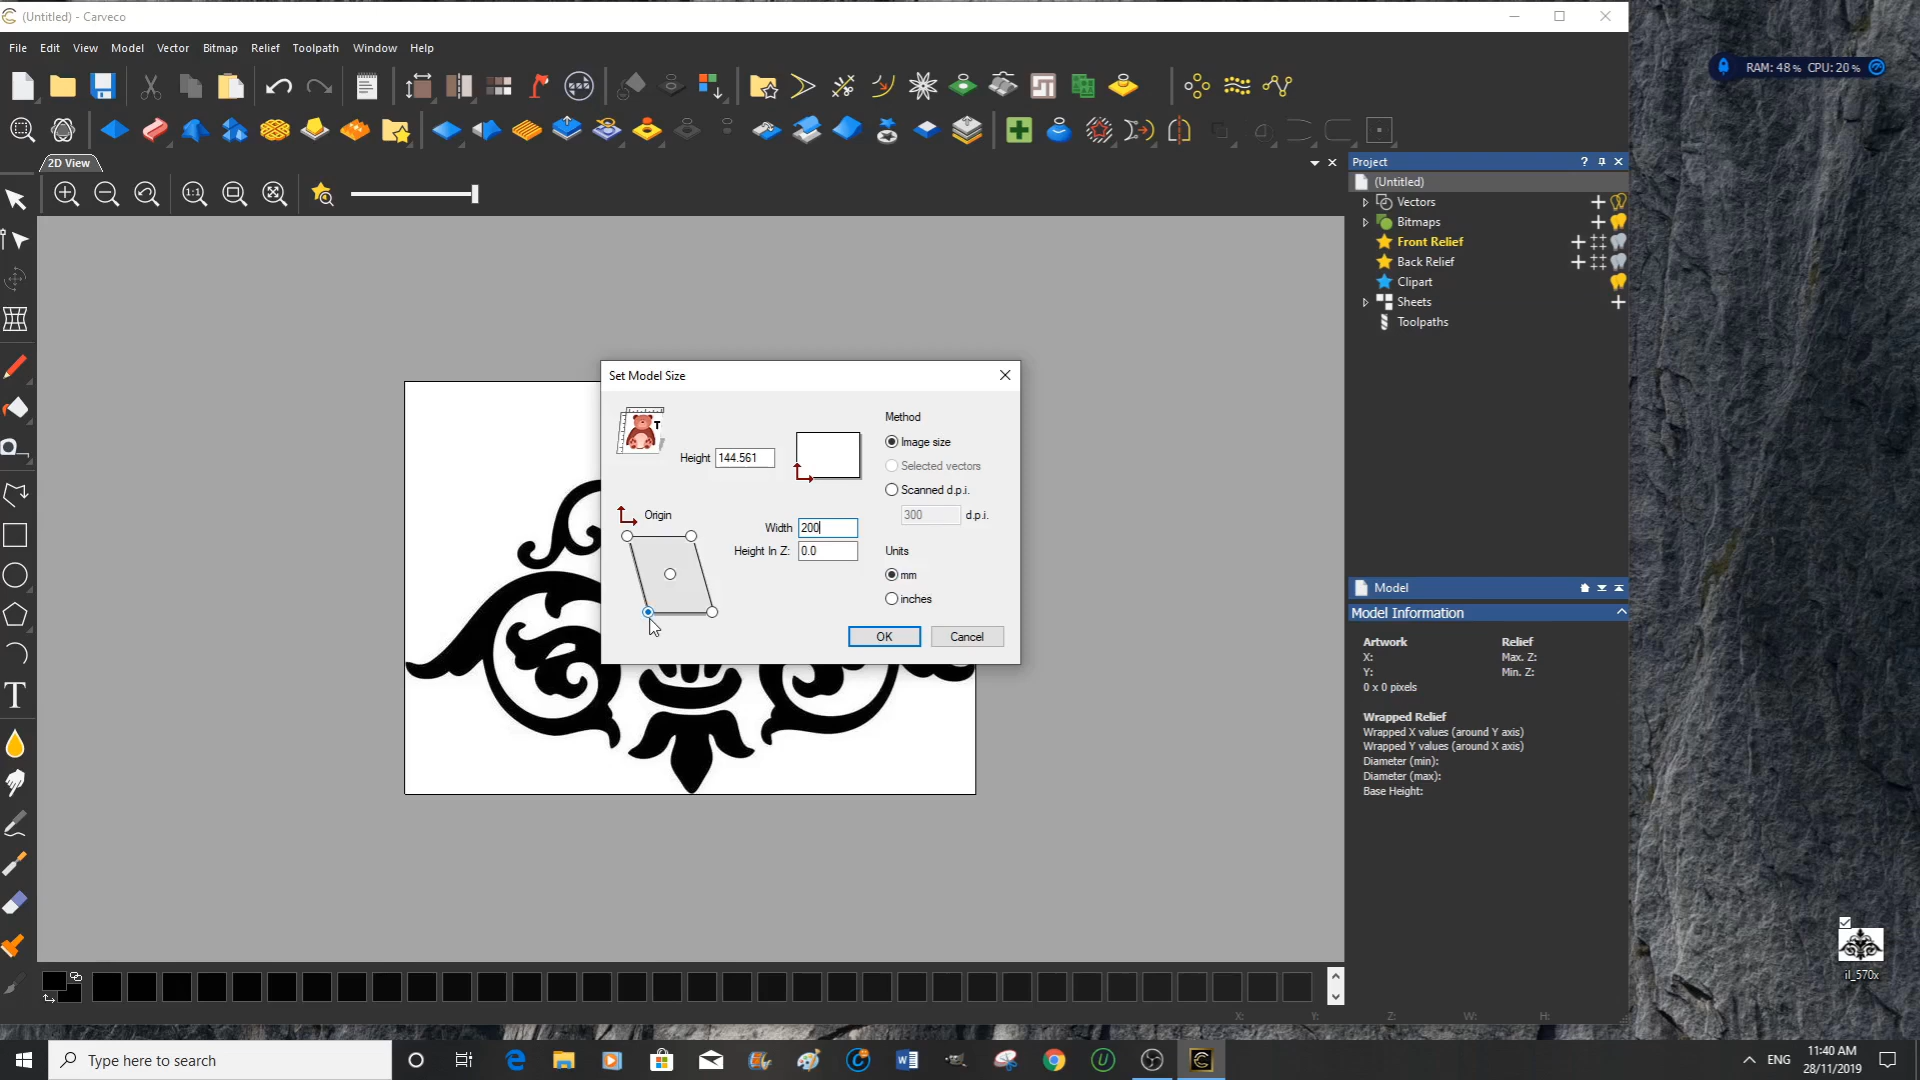 (Untitled) - Carveco
File Edit View Model Vector Bitmap Relief Toolpath Window Help
RAM: 48 % CPU: 20 %
2D View
1:1
Project ?
(Untitled)
Vectors
Bitmaps
Front Relief
Back Relief
Clipart
Sheets
Toolpaths
Set Model Size
T
Height 144.561
Origin
Width 200
Height In Z: 0.0
Method
Image size
Selected vectors
Scanned d.p.i.
300 d.p.i.
Units
mm
inches
OK Cancel
T
Model
Model Information
Artwork Relief
X: Max. Z:
Y: Min. Z:
0 x 0 pixels
Wrapped Relief
Wrapped X values (around Y axis)
Wrapped Y values (around X axis)
Diameter (min):
Diameter (max):
Base Height:
il_570x
X: Y: Z: W: H:
Type here to search
ENG
11:40 AM
28/11/2019